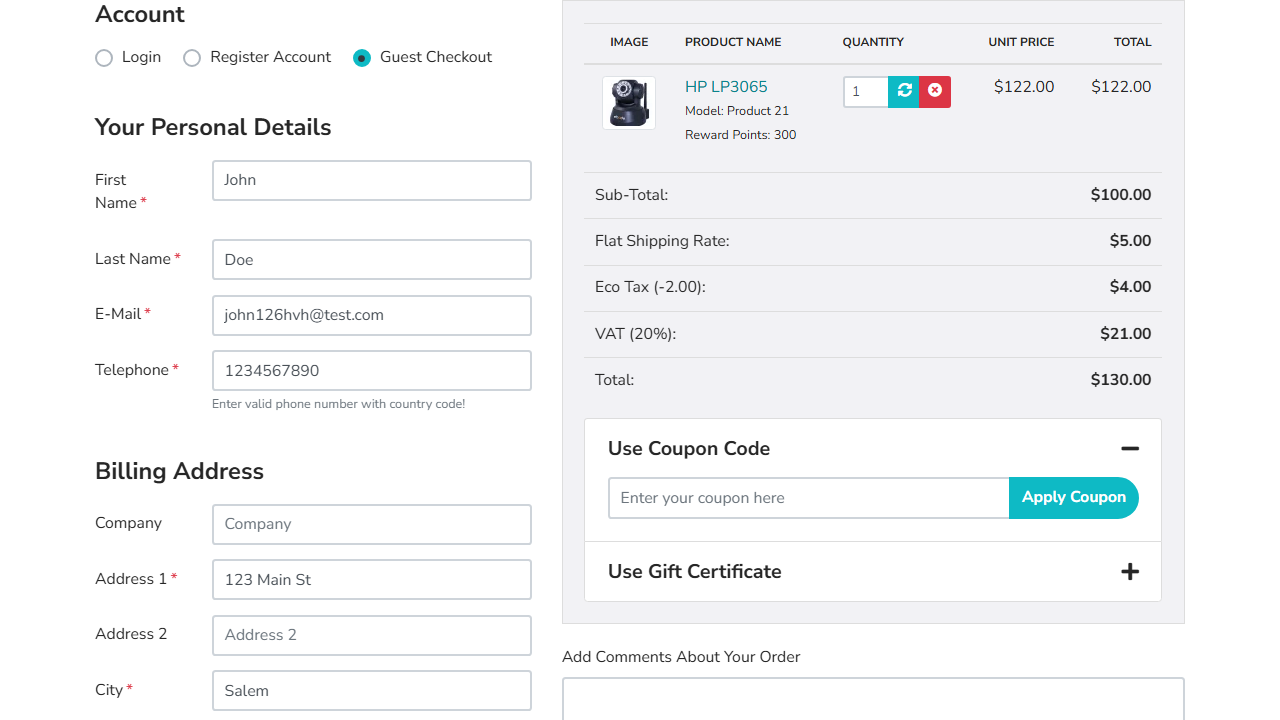 Account
Login
Register Account
Guest Checkout
Your Personal Details
First
Name *
John
Last Name *
Doe
E-Mail *
john126hvh@test.com
Telephone *
1234567890
Enter valid phone number with country code!
Billing Address
Company
Company
Address 1 *
123 Main St
Address 2
Address 2
City *
Salem
IMAGE PRODUCT NAME QUANTITY UNIT PRICE TOTAL
HP LP3065 1 $122.00 $122.00
Model: Product 21
Reward Points: 300
Sub-Total: $100.00
Flat Shipping Rate: $5.00
Eco Tax (-2.00): $4.00
VAT (20%): $21.00
Total: $130.00
Use Coupon Code
Enter your coupon here
Apply Coupon
Use Gift Certificate
Add Comments About Your Order